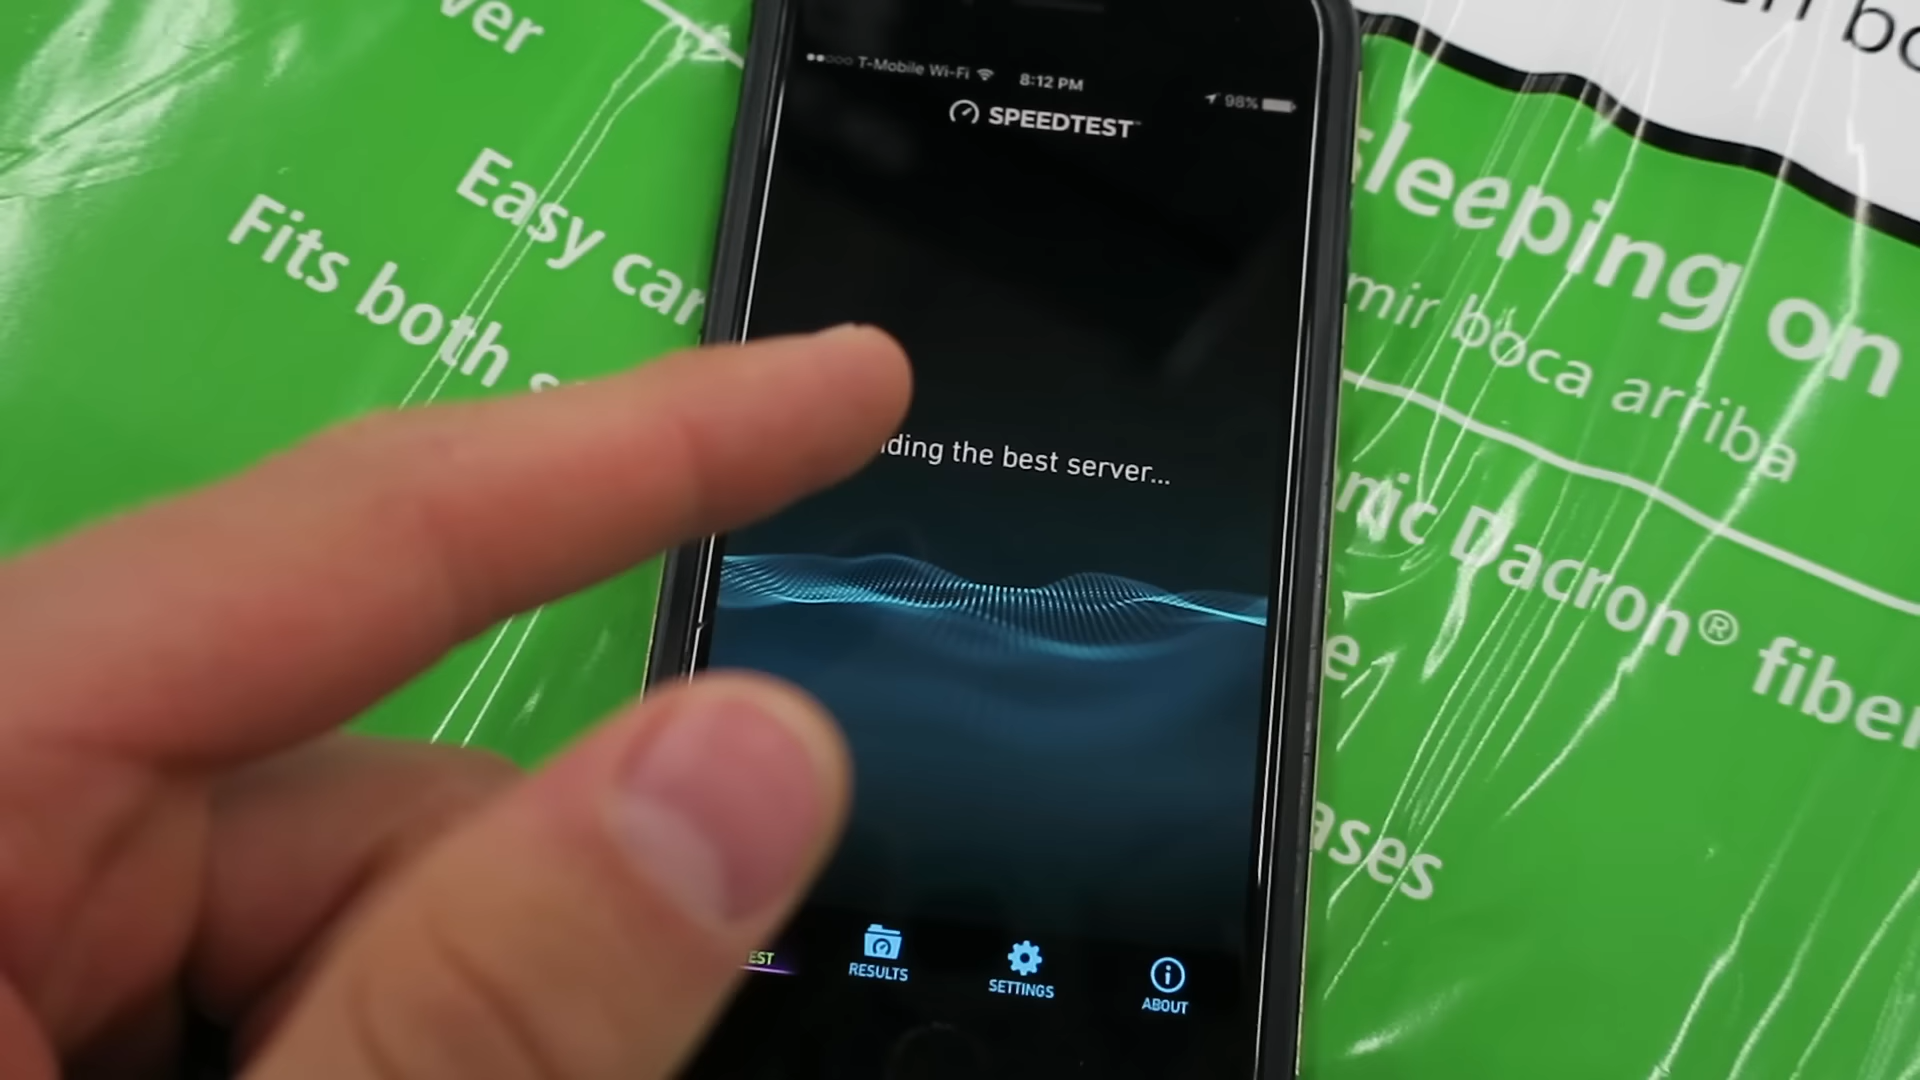 ver
Easy car
Fits both s
T-Mobile Wi-Fi 8:12 PM 98%
SPEEDTEST
ding the best server...
EST
RESULTS
SETTINGS
ABOUT
bo
sleeping on
mir boca arriba
nic Dacron® fiber
e
ases